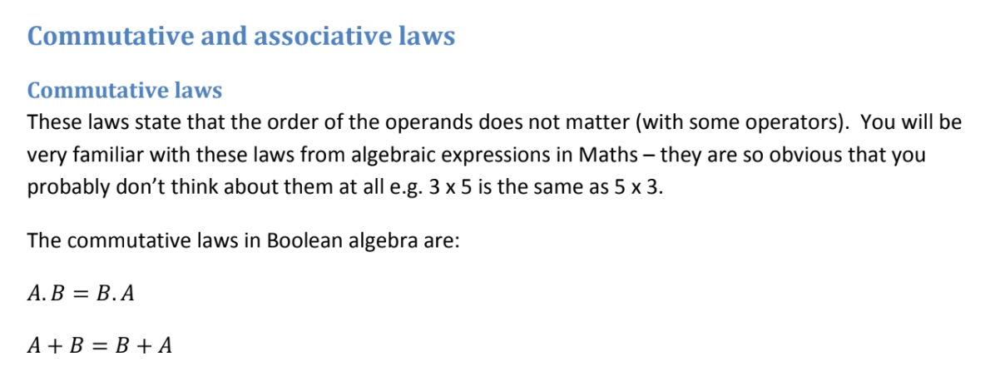 Commutative and associative laws
Commutative laws
These laws state that the order of the operands does not matter (with some operators).  You will be
very familiar with these laws from algebraic expressions in Maths – they are so obvious that you
probably don’t think about them at all e.g. 3 x 5 is the same as 5 x 3.
The commutative laws in Boolean algebra are:
A. B = B. A
A + B = B + A